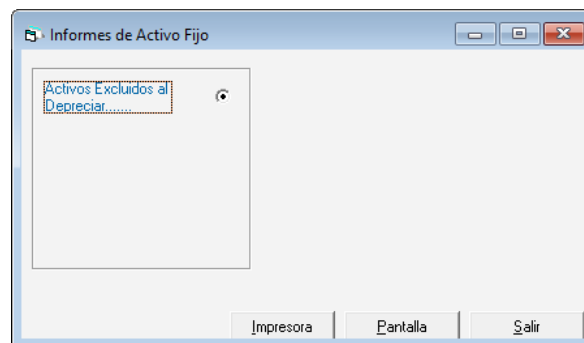 Informes de Activo Fijo
Activos Excluidos al
Depreciar.......
Impresora Pantalla Salir